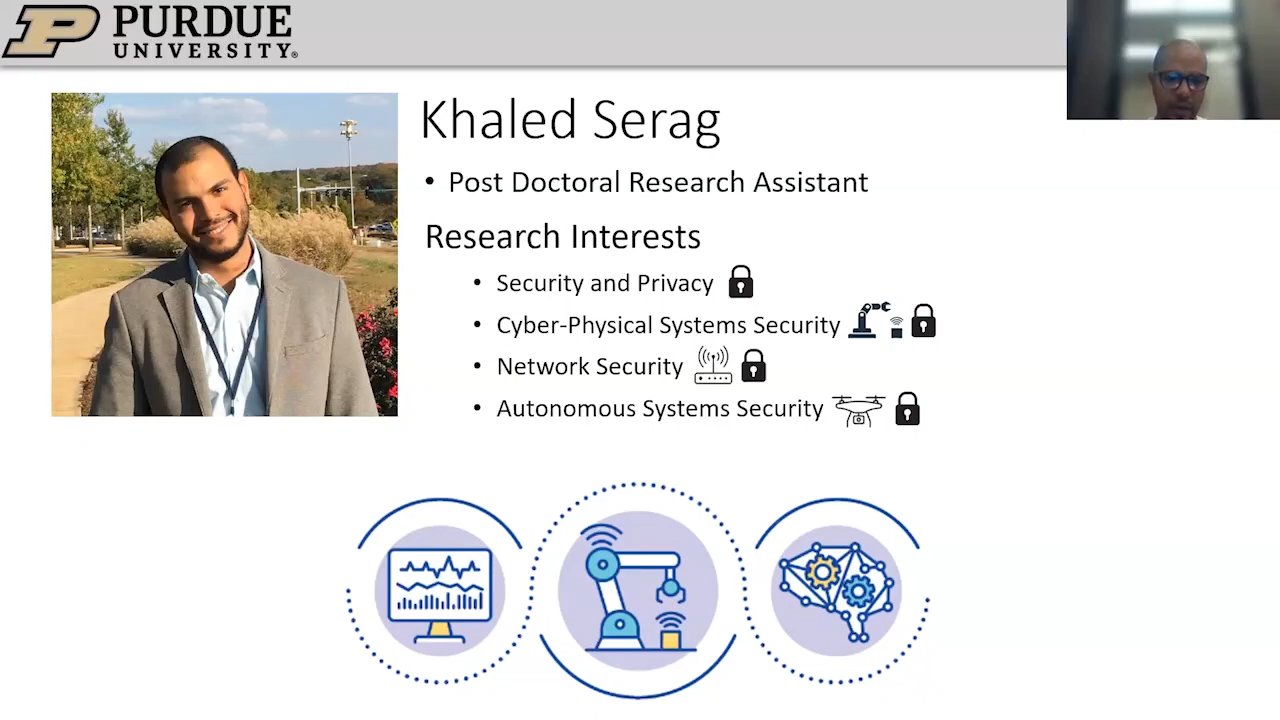 PURDUE
UNIVERSITY®
Khaled Serag
• Post Doctoral Research Assistant
Research Interests
• Security and Privacy
• Cyber-Physical Systems Security
• Network Security
• Autonomous Systems Security